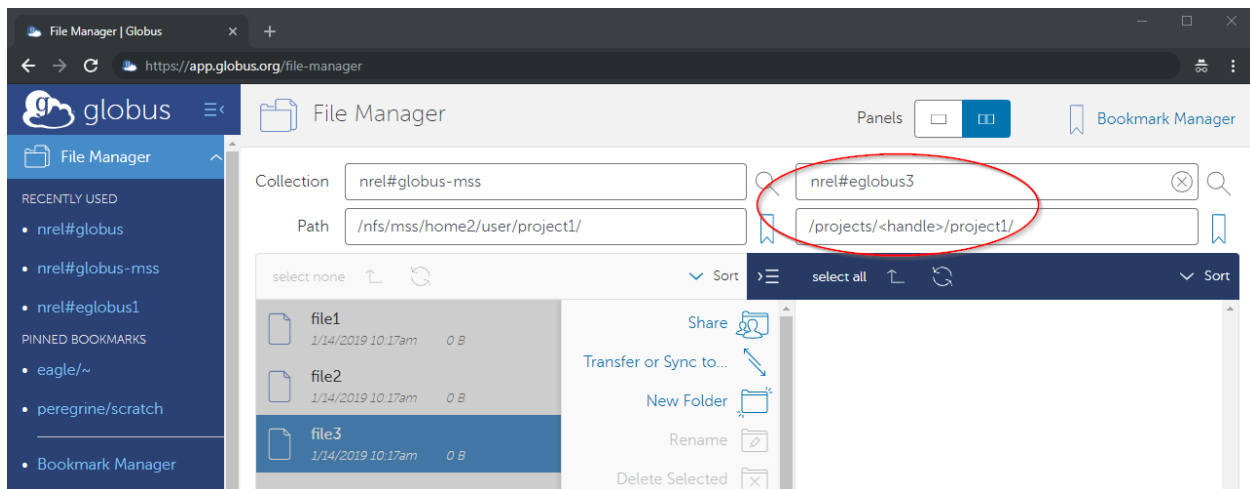 File Manager | Globus
https://app.globus.org/file-manager
globus
File Manager
Panels
Bookmark Manager
File Manager
RECENTLY USED
• nrel#globus
• nrel#globus-mss
• nrel#eglobus1
PINNED BOOKMARKS
• eagle/~
• peregrine/scratch
• Bookmark Manager
Collection nrel#globus-mss
nrel#eglobus3
Path /nfs/mss/home2/user/project1/
/projects/<handle>/project1/
select none
Sort
select all
Sort
file1
1/14/2019 10:17am 0 B
file2
1/14/2019 10:17am 0 B
file3
1/14/2019 10:17am 0 B
Share
Transfer or Sync to...
New Folder
Rename
Delete Selected